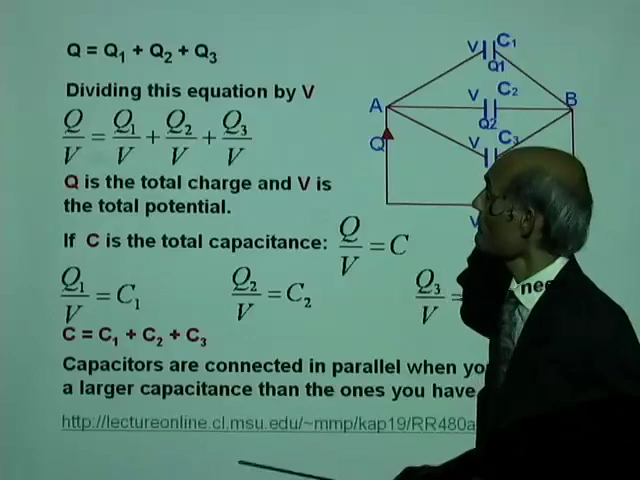 Q = Q1 + Q2 + Q3
Dividing this equation by V
Q/V = Q1/V + Q2/V + Q3/V
Q is the total charge and V is
the total potential.
If C is the total capacitance: Q/V = C
Q1/V = C1 Q2/V = C2 Q3/V =
C = C1 + C2 + C3
Capacitors are connected in parallel when
a larger capacitance than the ones you have
http://lectureonline.cl.msu.edu/~mmp/kap19/RR480a
V C1
Q1
A V C2 B
Q2
Q V C3